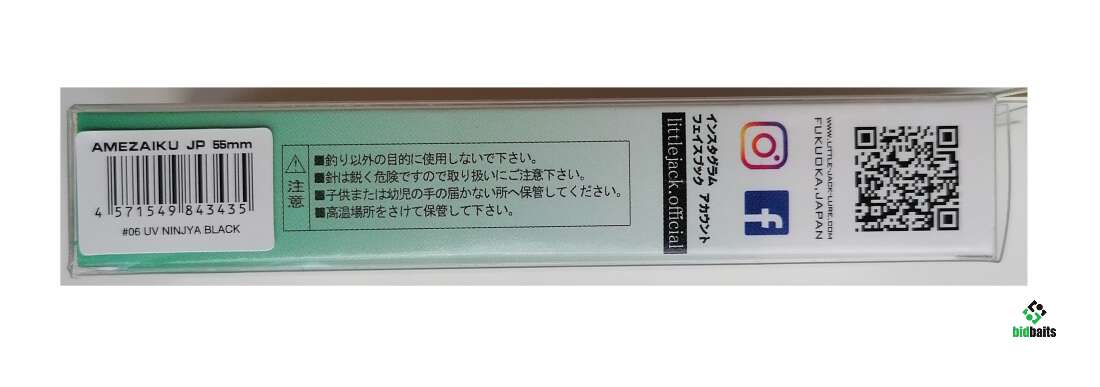 AMEZAIKU JP 55mm
4 571549 843435
#06 UV NINJYA BLACK
注意
■釣り以外の目的に使用しないで下さい。
■針は鋭く危険ですので取り扱いにご注意下さい。
■子供または幼児の手の届かない所へ保管してください。
■高温場所をさけて保管して下さい。
インスタグラム アカウント
フェイスブック
littlejack.official
WWW.LITTLE-JACK-LURE.COM
FUKUOKA,JAPAN
bidbaits